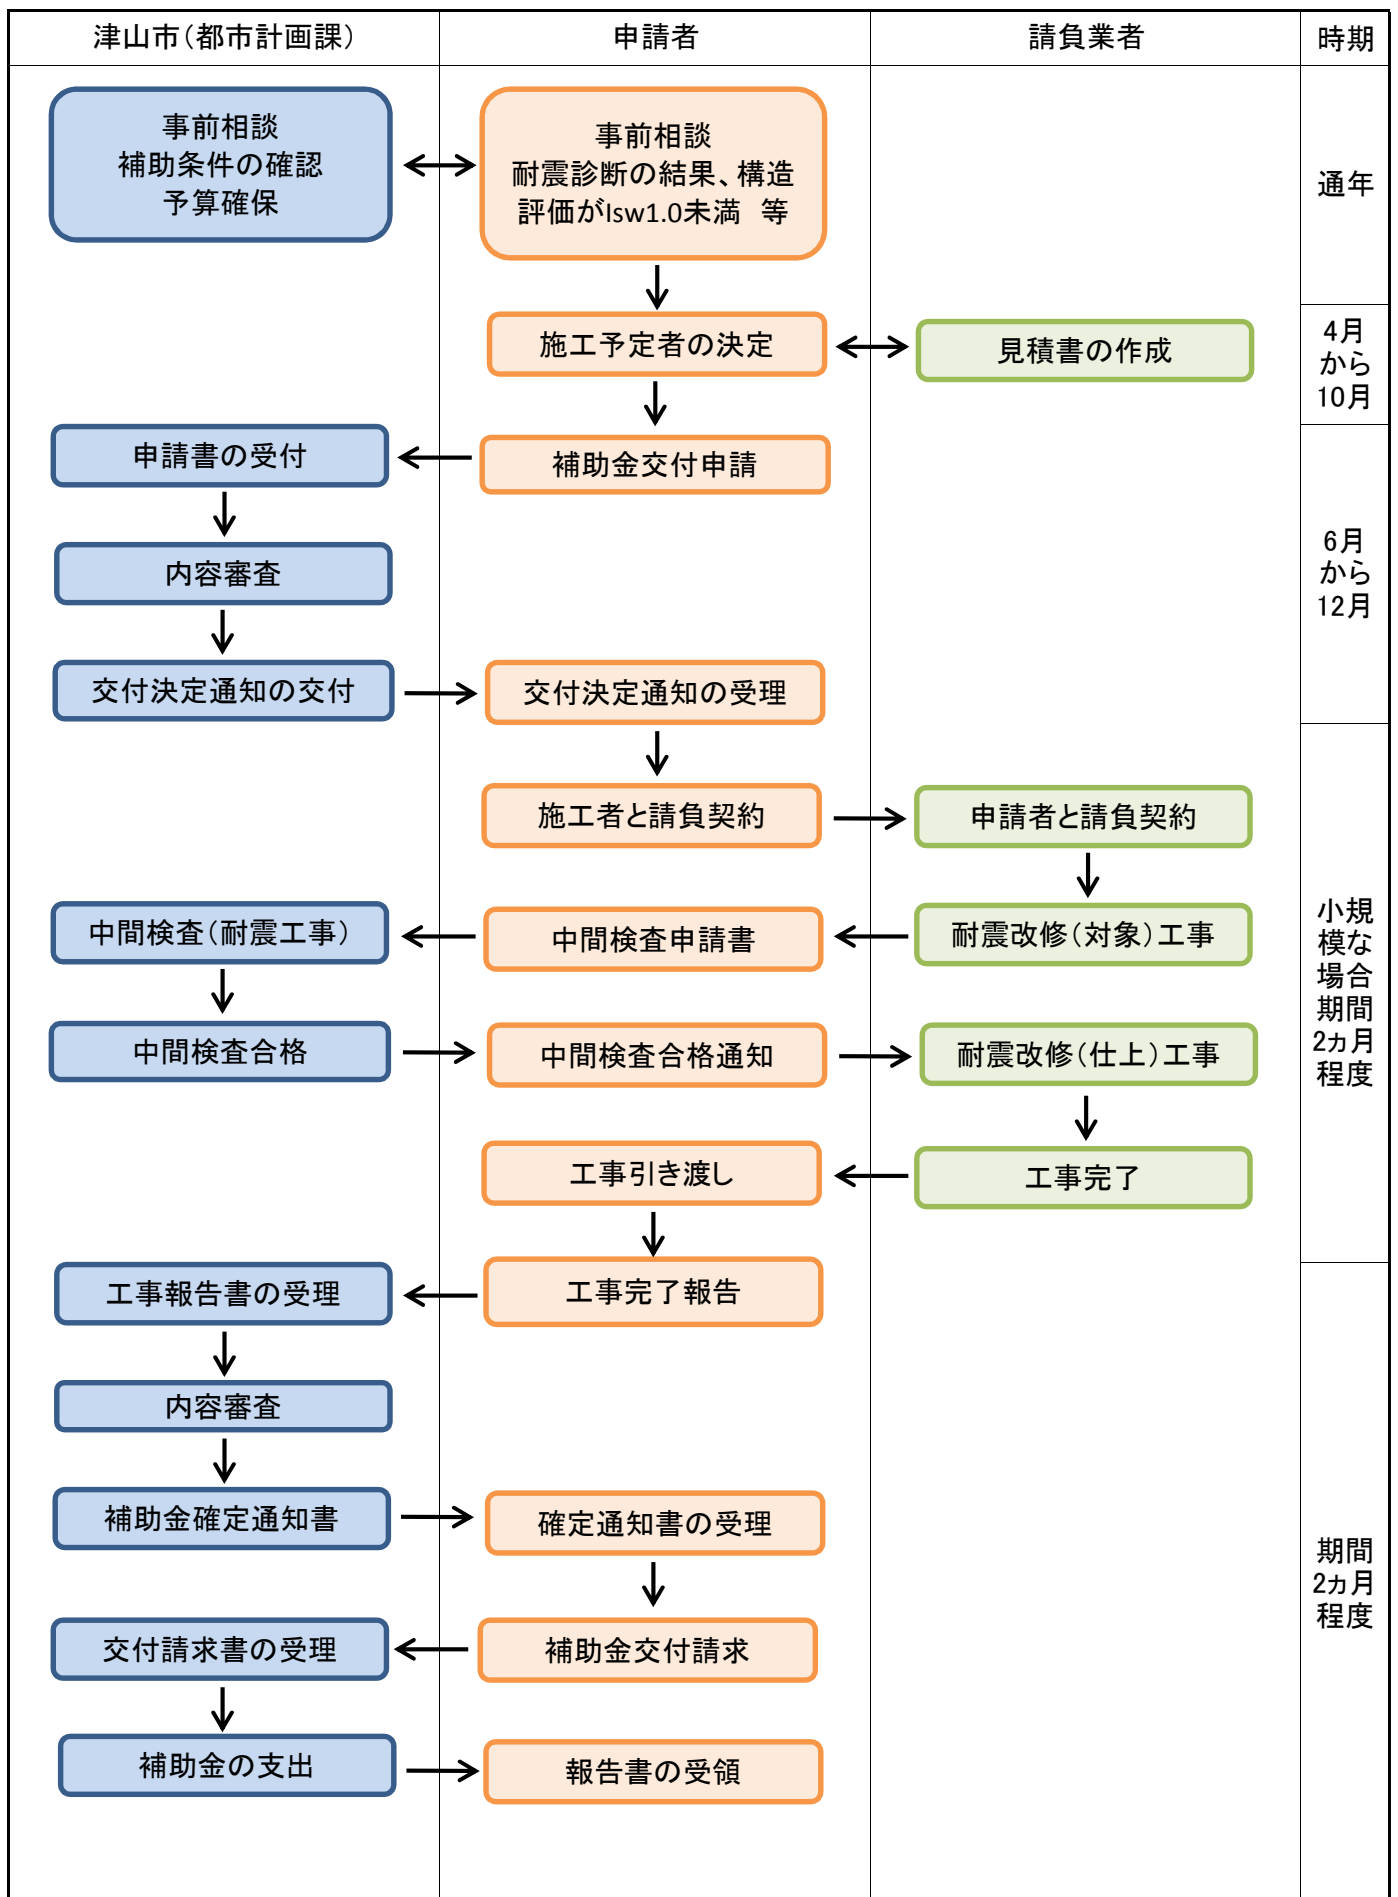 津山市（都市計画課）
申請者
請負業者
時期
事前相談
補助条件の確認
予算確保
事前相談
耐震診断の結果、構造
評価がIsw1.0未満　等
通年
施工予定者の決定
見積書の作成
4月
から
10月
申請書の受付
補助金交付申請
内容審査
6月
から
12月
交付決定通知の交付
交付決定通知の受理
施工者と請負契約
申請者と請負契約
中間検査（耐震工事）
中間検査申請書
耐震改修（対象）工事
小規
模な
場合
期間
2ヵ月
程度
中間検査合格
中間検査合格通知
耐震改修（仕上）工事
工事引き渡し
工事完了
工事報告書の受理
工事完了報告
内容審査
補助金確定通知書
確定通知書の受理
期間
2ヵ月
程度
交付請求書の受理
補助金交付請求
補助金の支出
報告書の受領